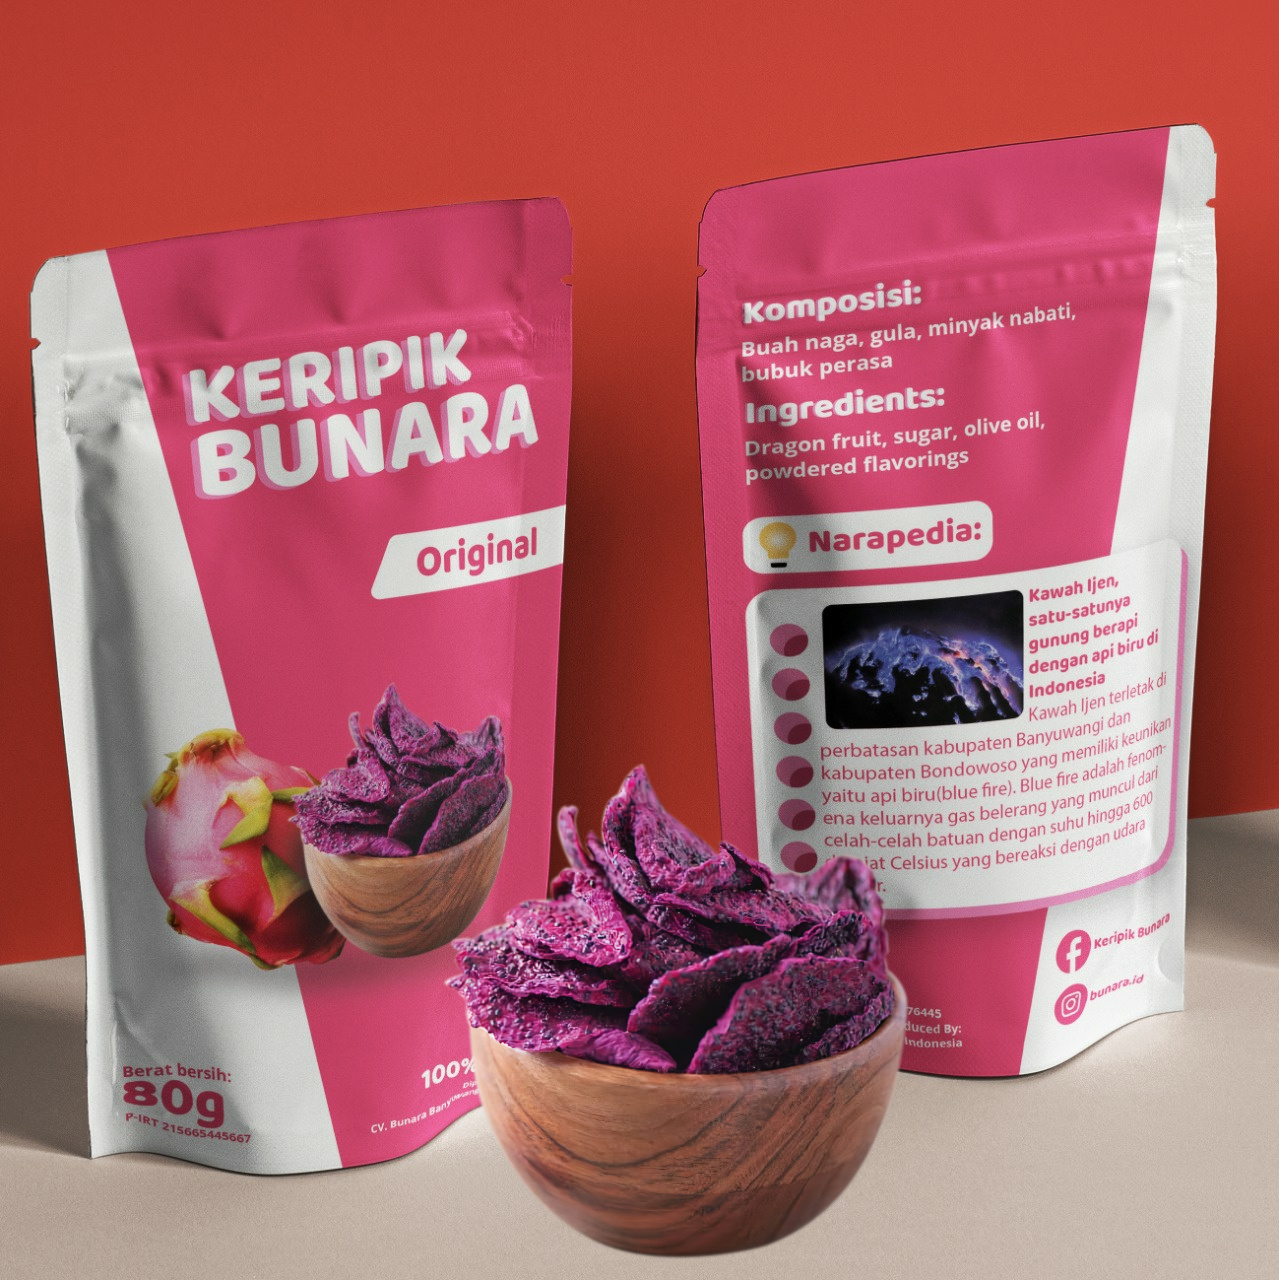 KERIPIK
BUNARA
Original
Berat bersih:
80g
P-IRT 215665445667
100%
CV. Bunara Banyuwangi
Komposisi:
Buah naga, gula, minyak nabati,
bubuk perasa
Ingredients:
Dragon fruit, sugar, olive oil,
powdered flavorings
Narapedia:
Kawah Ijen,
satu-satunya
gunung berapi
dengan api biru di
Indonesia
Kawah Ijen terletak di
perbatasan kabupaten Banyuwangi dan
kabupaten Bondowoso yang memiliki keunikan
yaitu api biru(blue fire). Blue fire adalah fenom-
ena keluarnya gas belerang yang muncul dari
celah-celah batuan dengan suhu hingga 600
Celsius yang bereaksi dengan udara
Keripik Bunara
bunara.id
76445
By:
Indonesia